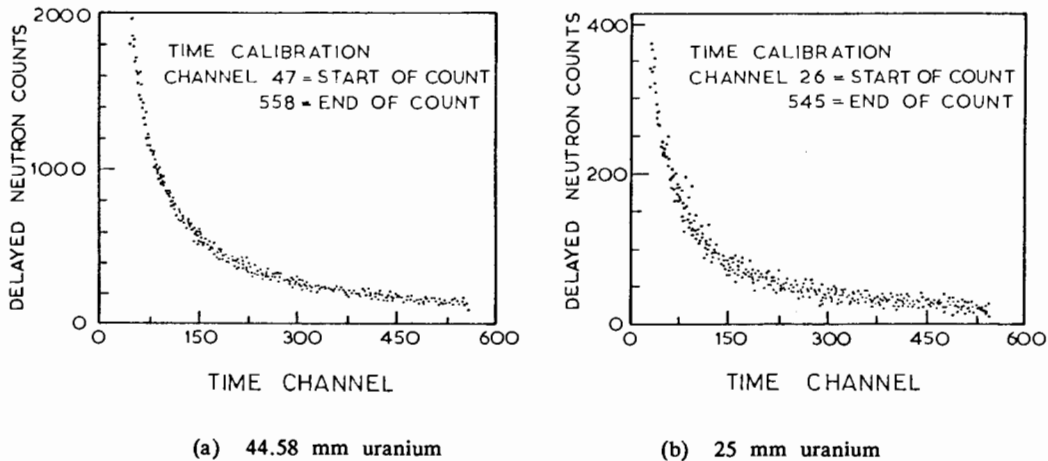 2000
1000
0
DELAYED NEUTRON COUNTS
TIME CALIBRATION
CHANNEL 47 = START OF COUNT
558 = END OF COUNT
0 150 300 450 600
TIME CHANNEL
(a) 44.58 mm uranium
400
200
0
DELAYED NEUTRON COUNTS
TIME CALIBRATION
CHANNEL 26 = START OF COUNT
545 = END OF COUNT
0 150 300 450 600
TIME CHANNEL
(b) 25 mm uranium